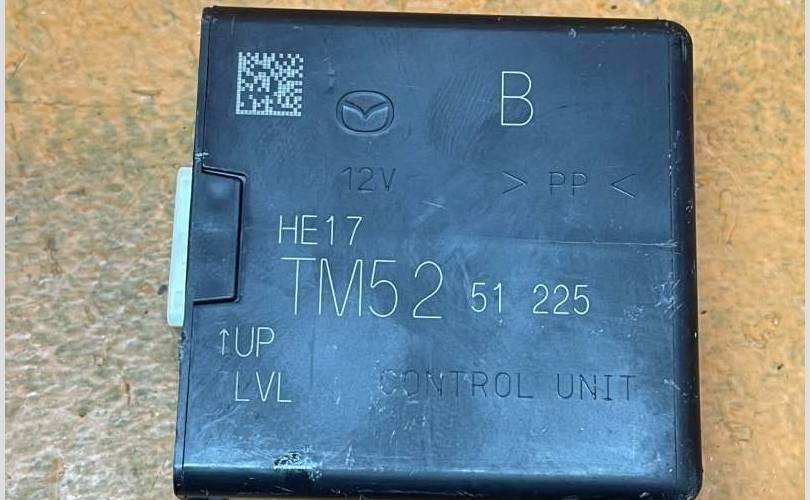 B
12V > PP <
HE17
TM52 51 225
↑UP
LVL CONTROL UNIT